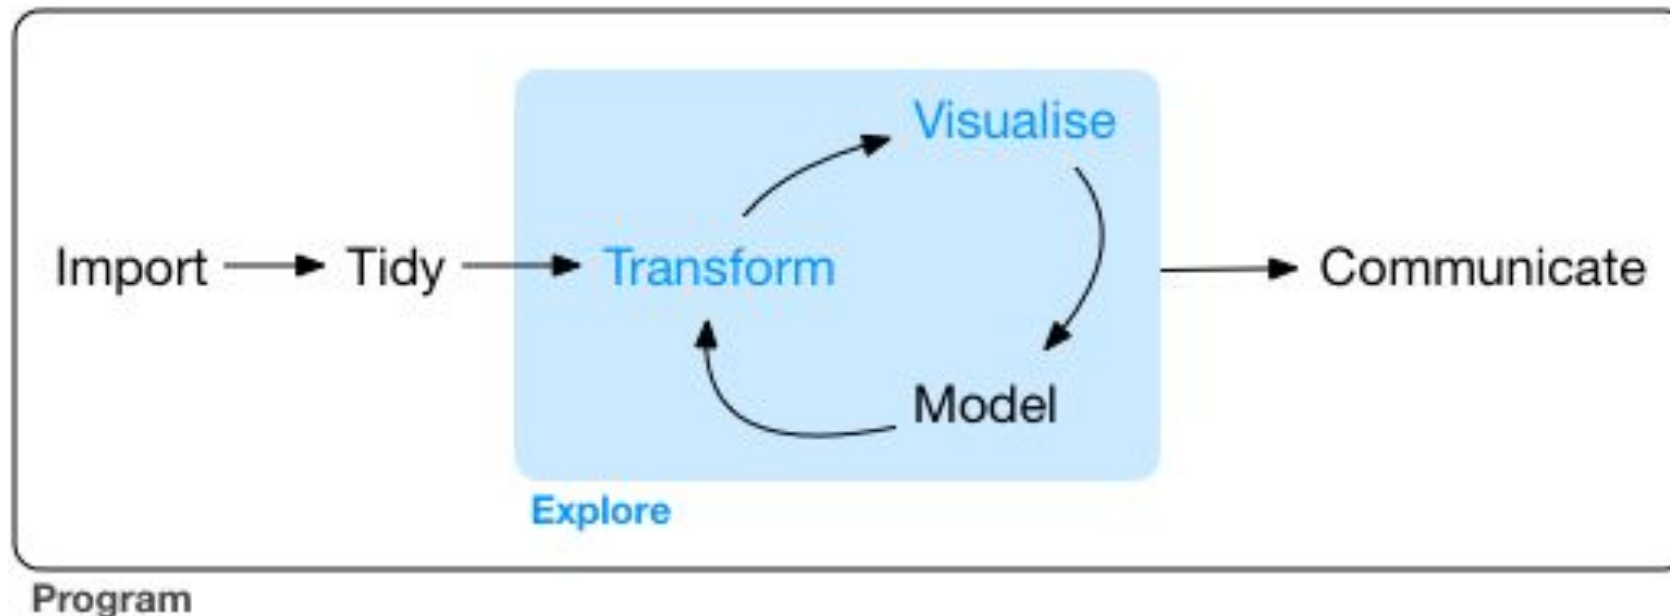 Visualise
Import Tidy Transform Communicate
Model
Explore
Program